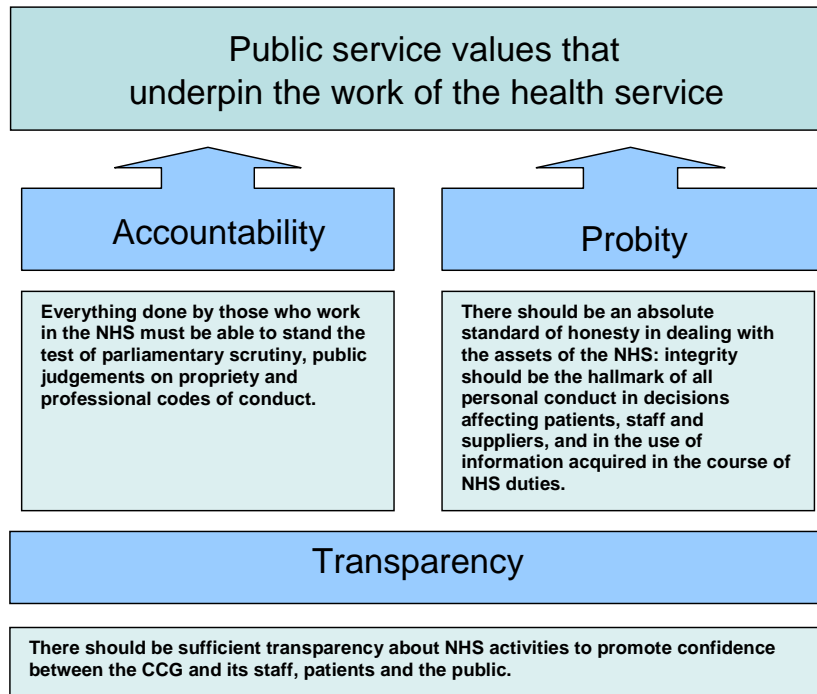 Public service values that
underpin the work of the health service
Accountability
Everything done by those who work
in the NHS must be able to stand the
test of parliamentary scrutiny, public
judgements on propriety and
professional codes of conduct.
Probity
There should be an absolute
standard of honesty in dealing with
the assets of the NHS: integrity
should be the hallmark of all
personal conduct in decisions
affecting patients, staff and
suppliers, and in the use of
information acquired in the course of
NHS duties.
Transparency
There should be sufficient transparency about NHS activities to promote confidence
between the CCG and its staff, patients and the public.